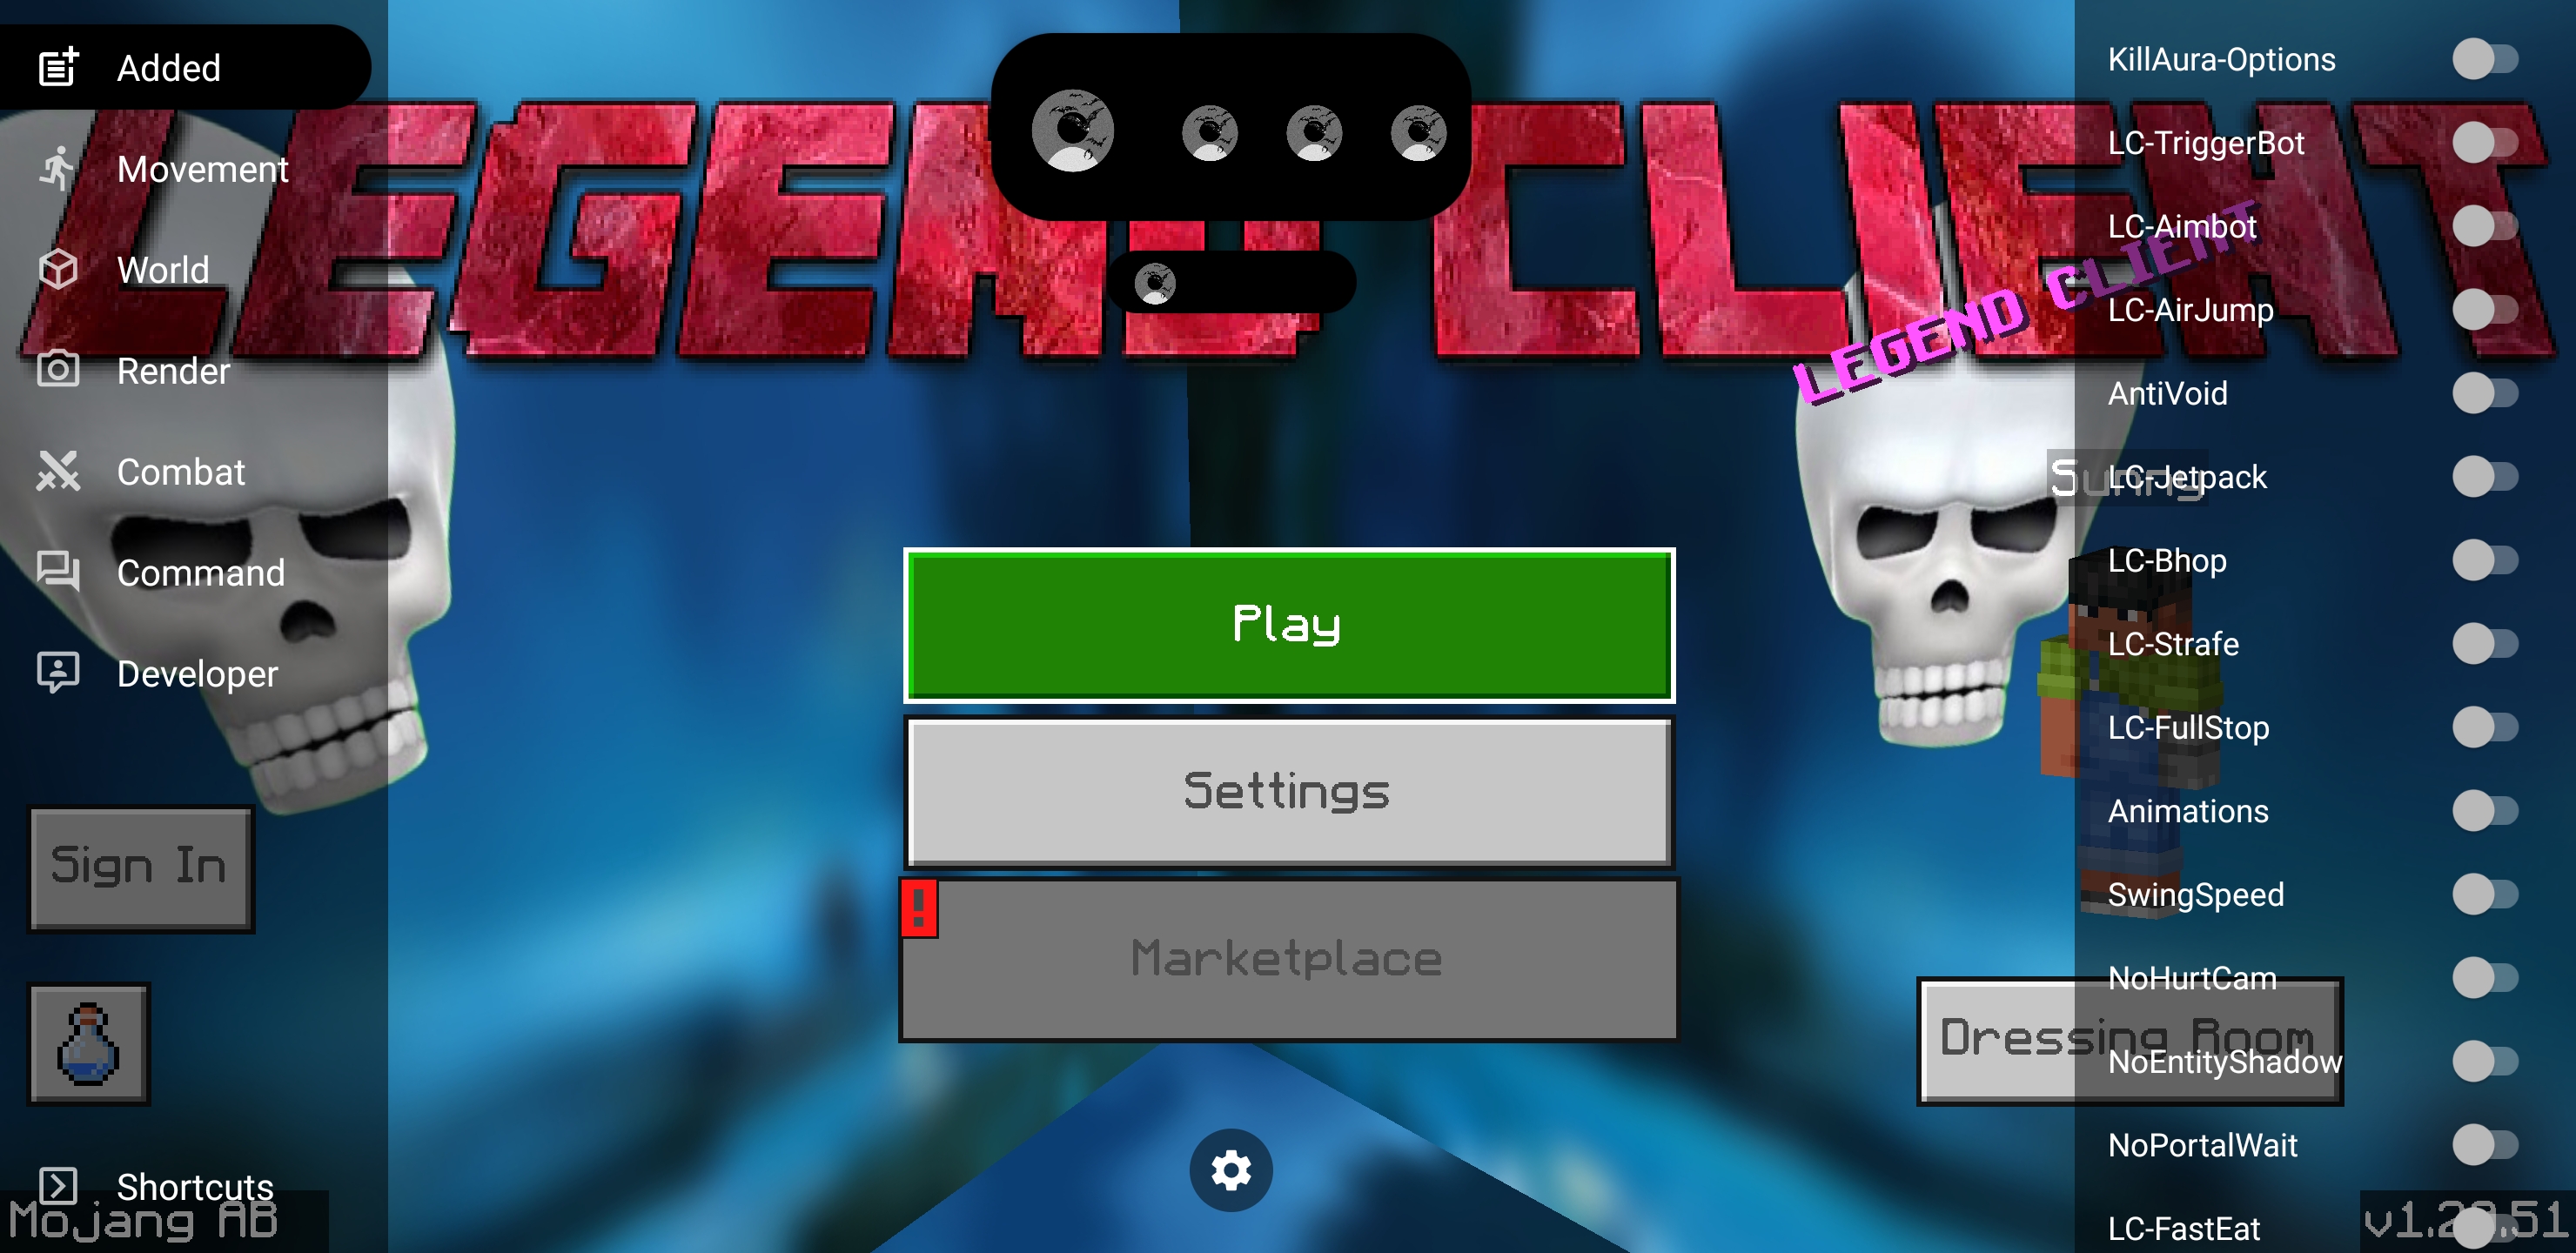 Added
Movement
World
Render
Combat
Command
Developer
Sign In
Shortcuts
Mojang AB
LEGEND CLIENT
LEGEND CLIENT
Play
Settings
!
Marketplace
Sunny
Dressing Room
KillAura-Options
LC-TriggerBot
LC-Aimbot
LC-AirJump
AntiVoid
LC-Jetpack
LC-Bhop
LC-Strafe
LC-FullStop
Animations
SwingSpeed
NoHurtCam
NoEntityShadow
NoPortalWait
LC-FastEat